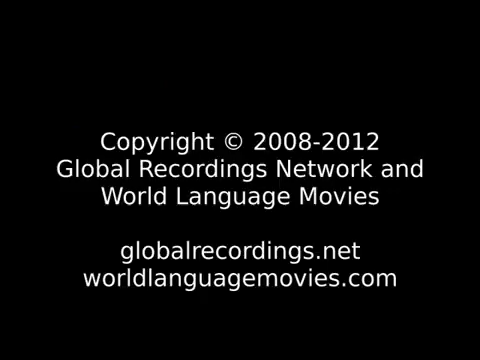 Copyright © 2008-2012
Global Recordings Network and
World Language Movies
globalrecordings.net
worldlanguagemovies.com